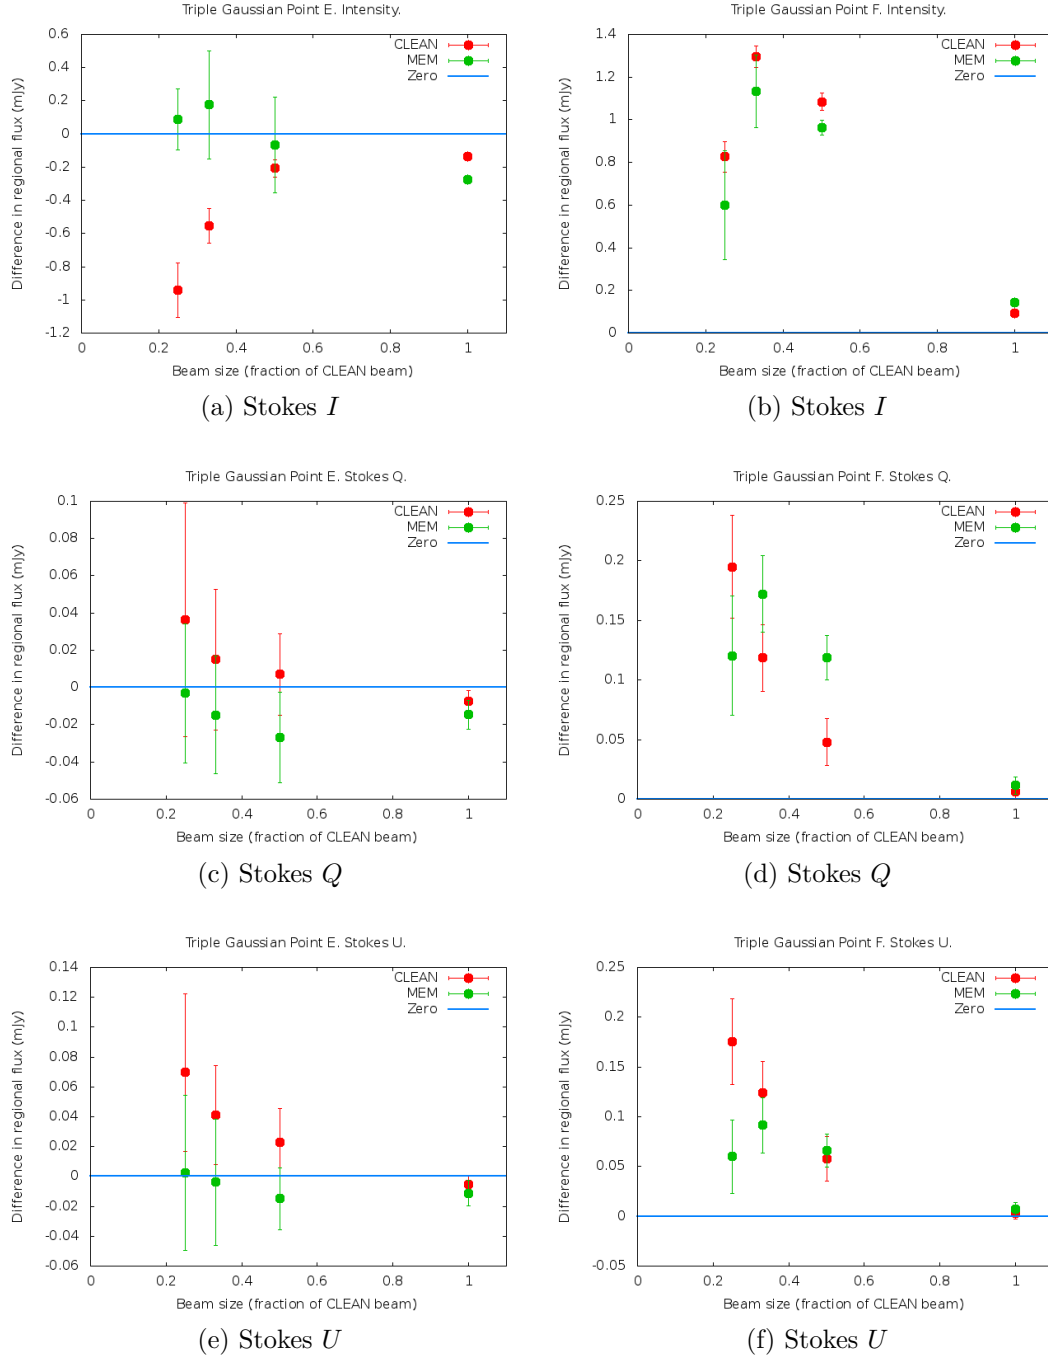 Triple Gaussian Point E. Intensity.
Difference in regional flux (mJy)
0.6
0.4
0.2
0
-0.2
-0.4
-0.6
-0.8
-1
-1.2
CLEAN
MEM
Zero
0 0.2 0.4 0.6 0.8 1
Beam size (fraction of CLEAN beam)
(a) Stokes I
Triple Gaussian Point F. Intensity.
Difference in regional flux (mJy)
1.4
1.2
1
0.8
0.6
0.4
0.2
0
CLEAN
MEM
Zero
0 0.2 0.4 0.6 0.8 1
Beam size (fraction of CLEAN beam)
(b) Stokes I
Triple Gaussian Point E. Stokes Q.
Difference in regional flux (mJy)
0.1
0.08
0.06
0.04
0.02
0
-0.02
-0.04
-0.06
CLEAN
MEM
Zero
0 0.2 0.4 0.6 0.8 1
Beam size (fraction of CLEAN beam)
(c) Stokes Q
Triple Gaussian Point F. Stokes Q.
Difference in regional flux (mJy)
0.25
0.2
0.15
0.1
0.05
0
CLEAN
MEM
Zero
0 0.2 0.4 0.6 0.8 1
Beam size (fraction of CLEAN beam)
(d) Stokes Q
Triple Gaussian Point E. Stokes U.
Difference in regional flux (mJy)
0.14
0.12
0.1
0.08
0.06
0.04
0.02
0
-0.02
-0.04
-0.06
CLEAN
MEM
Zero
0 0.2 0.4 0.6 0.8 1
Beam size (fraction of CLEAN beam)
(e) Stokes U
Triple Gaussian Point F. Stokes U.
Difference in regional flux (mJy)
0.25
0.2
0.15
0.1
0.05
0
-0.05
CLEAN
MEM
Zero
0 0.2 0.4 0.6 0.8 1
Beam size (fraction of CLEAN beam)
(f) Stokes U